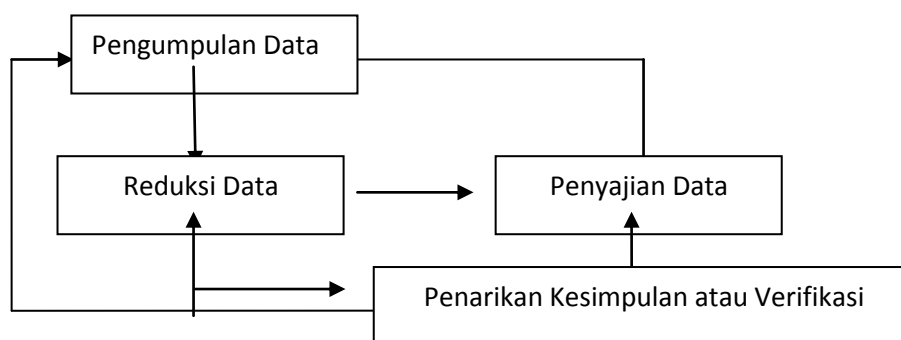 Pengumpulan Data
Reduksi Data
Penyajian Data
Penarikan Kesimpulan atau Verifikasi